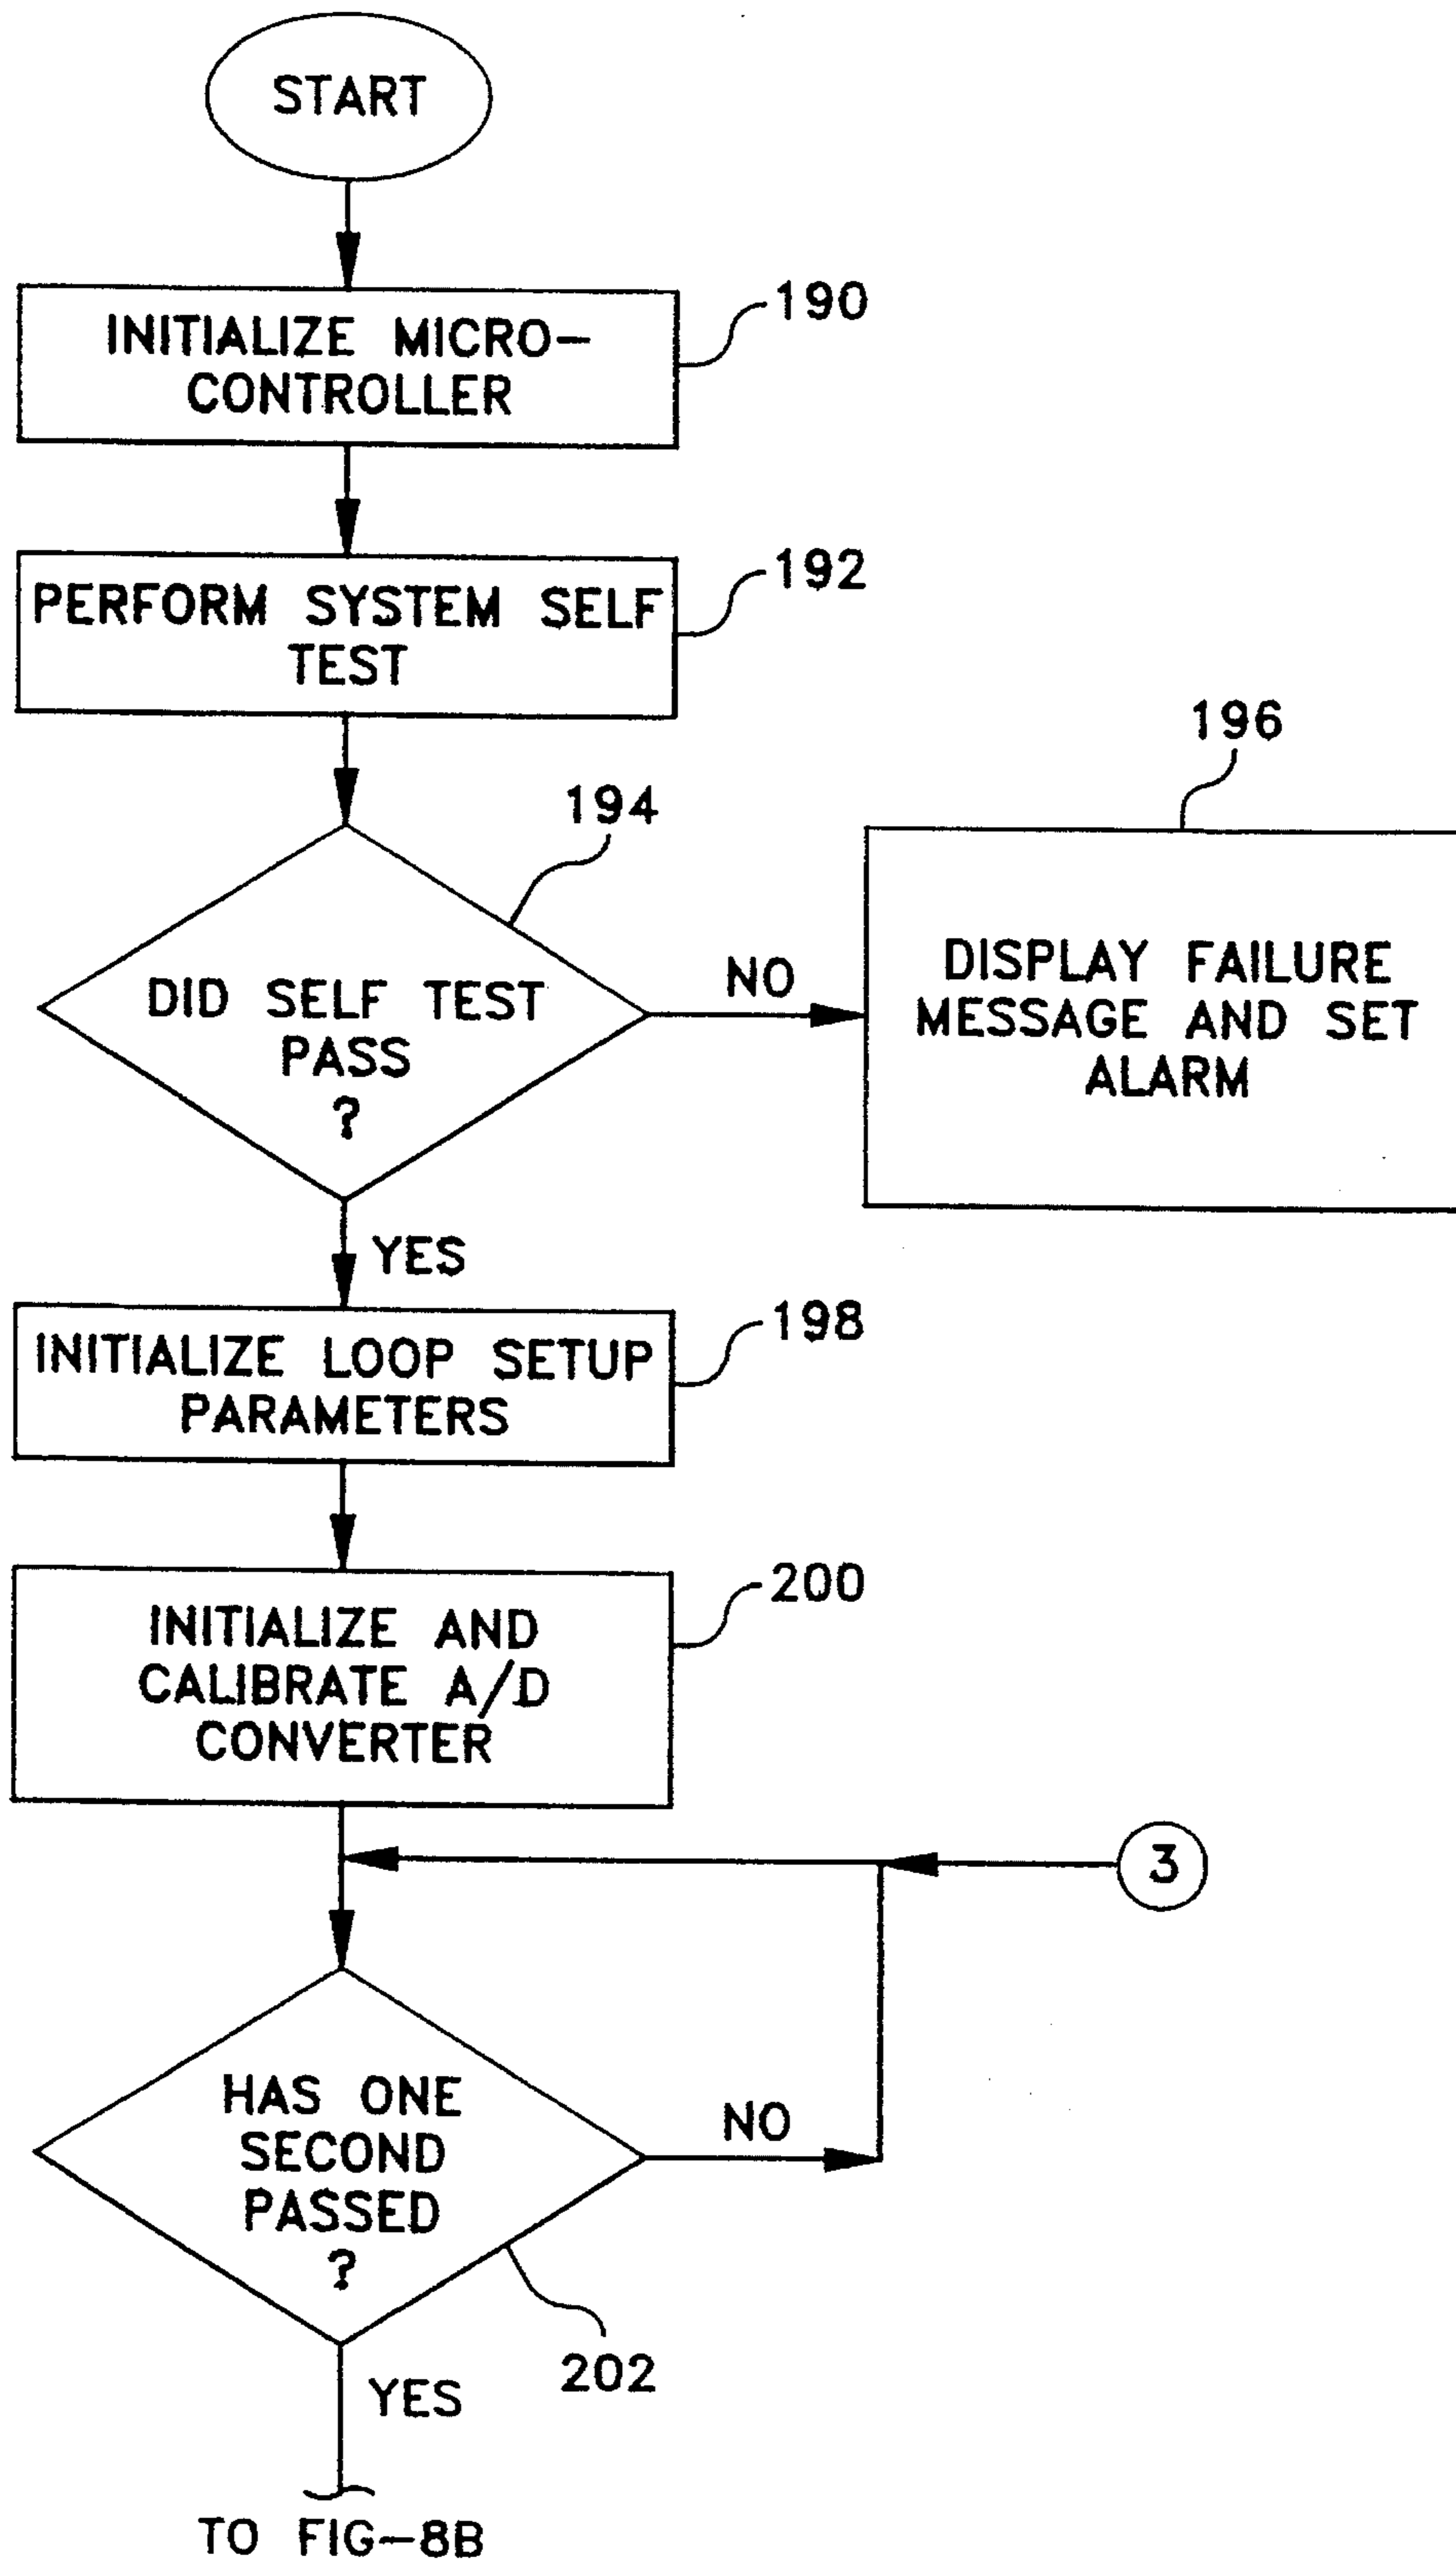 START
INITIALIZE MICRO-
CONTROLLER
190
PERFORM SYSTEM SELF
TEST
192
194
DID SELF TEST
PASS
?
NO
196
DISPLAY FAILURE
MESSAGE AND SET
ALARM
YES
INITIALIZE LOOP SETUP
PARAMETERS
198
INITIALIZE AND
CALIBRATE A/D
CONVERTER
200
3
HAS ONE
SECOND
PASSED
?
NO
202
YES
TO FIG-8B